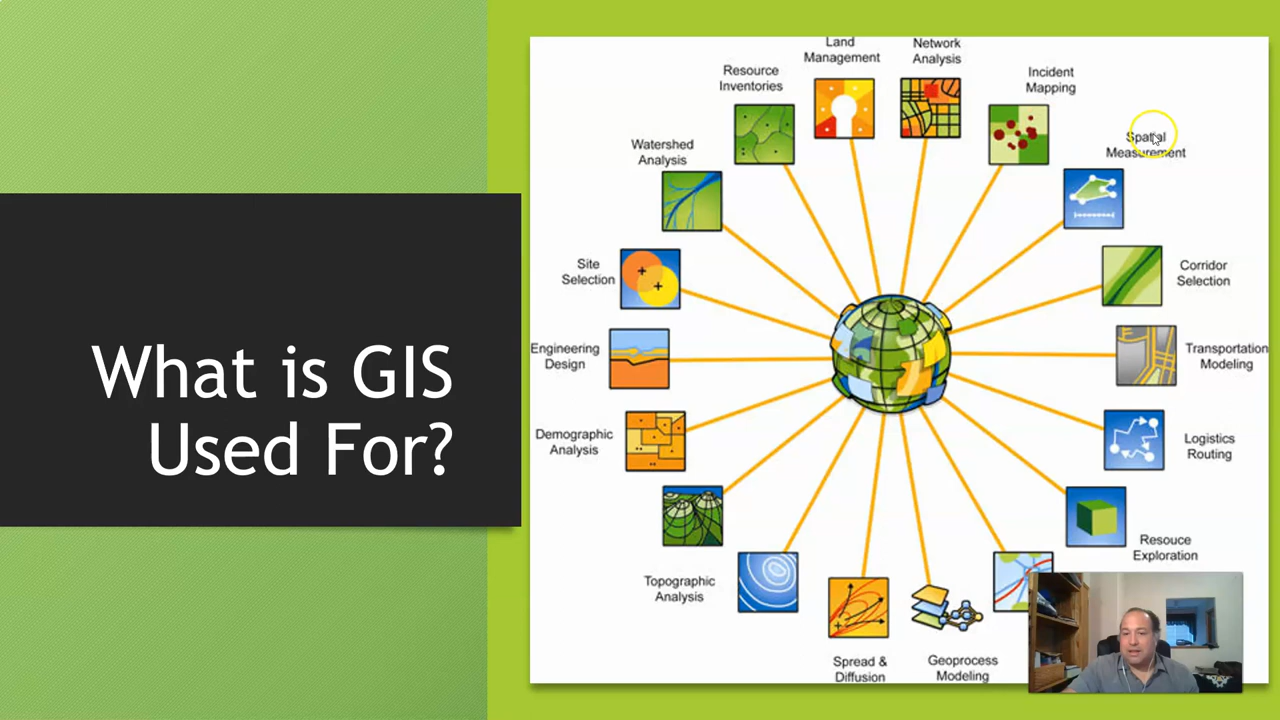 What is GIS
Used For?
Land
Management
Network
Analysis
Resource
Inventories
Incident
Mapping
Watershed
Analysis
Spatial
Measurement
Site
Selection
Corridor
Selection
Engineering
Design
Transportation
Modeling
Demographic
Analysis
Logistics
Routing
Resouce
Exploration
Topographic
Analysis
Spread &
Diffusion
Geoprocess
Modeling